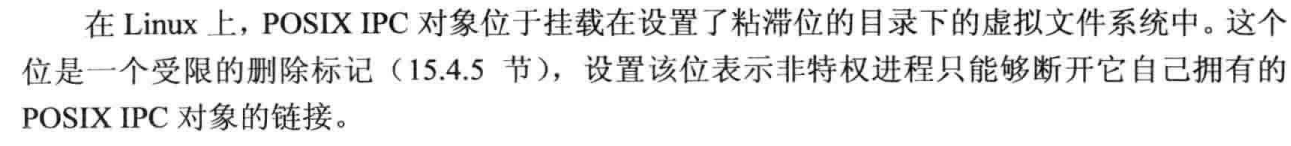 在 Linux 上，POSIX IPC 对象位于挂载在设置了粘滞位的目录下的虚拟文件系统中。这个
位是一个受限的删除标记（15.4.5 节），设置该位表示非特权进程只能够断开它自己拥有的
POSIX IPC 对象的链接。